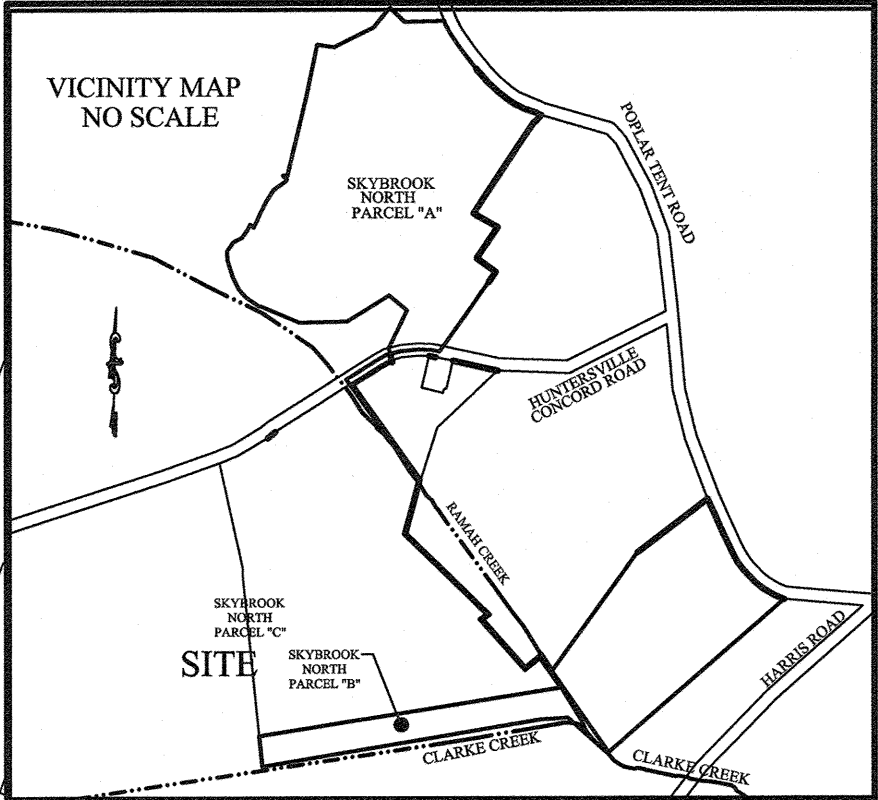 VICINITY MAP
NO SCALE
POPLAR TENT ROAD
SKYBROOK
NORTH
PARCEL "A"
HUNTERSVILLE
CONCORD ROAD
RAMAH CREEK
SKYBROOK
NORTH
PARCEL "C"
SITE
SKYBROOK
NORTH
PARCEL "B"
HARRIS ROAD
CLARKE CREEK
CLARKE CREEK